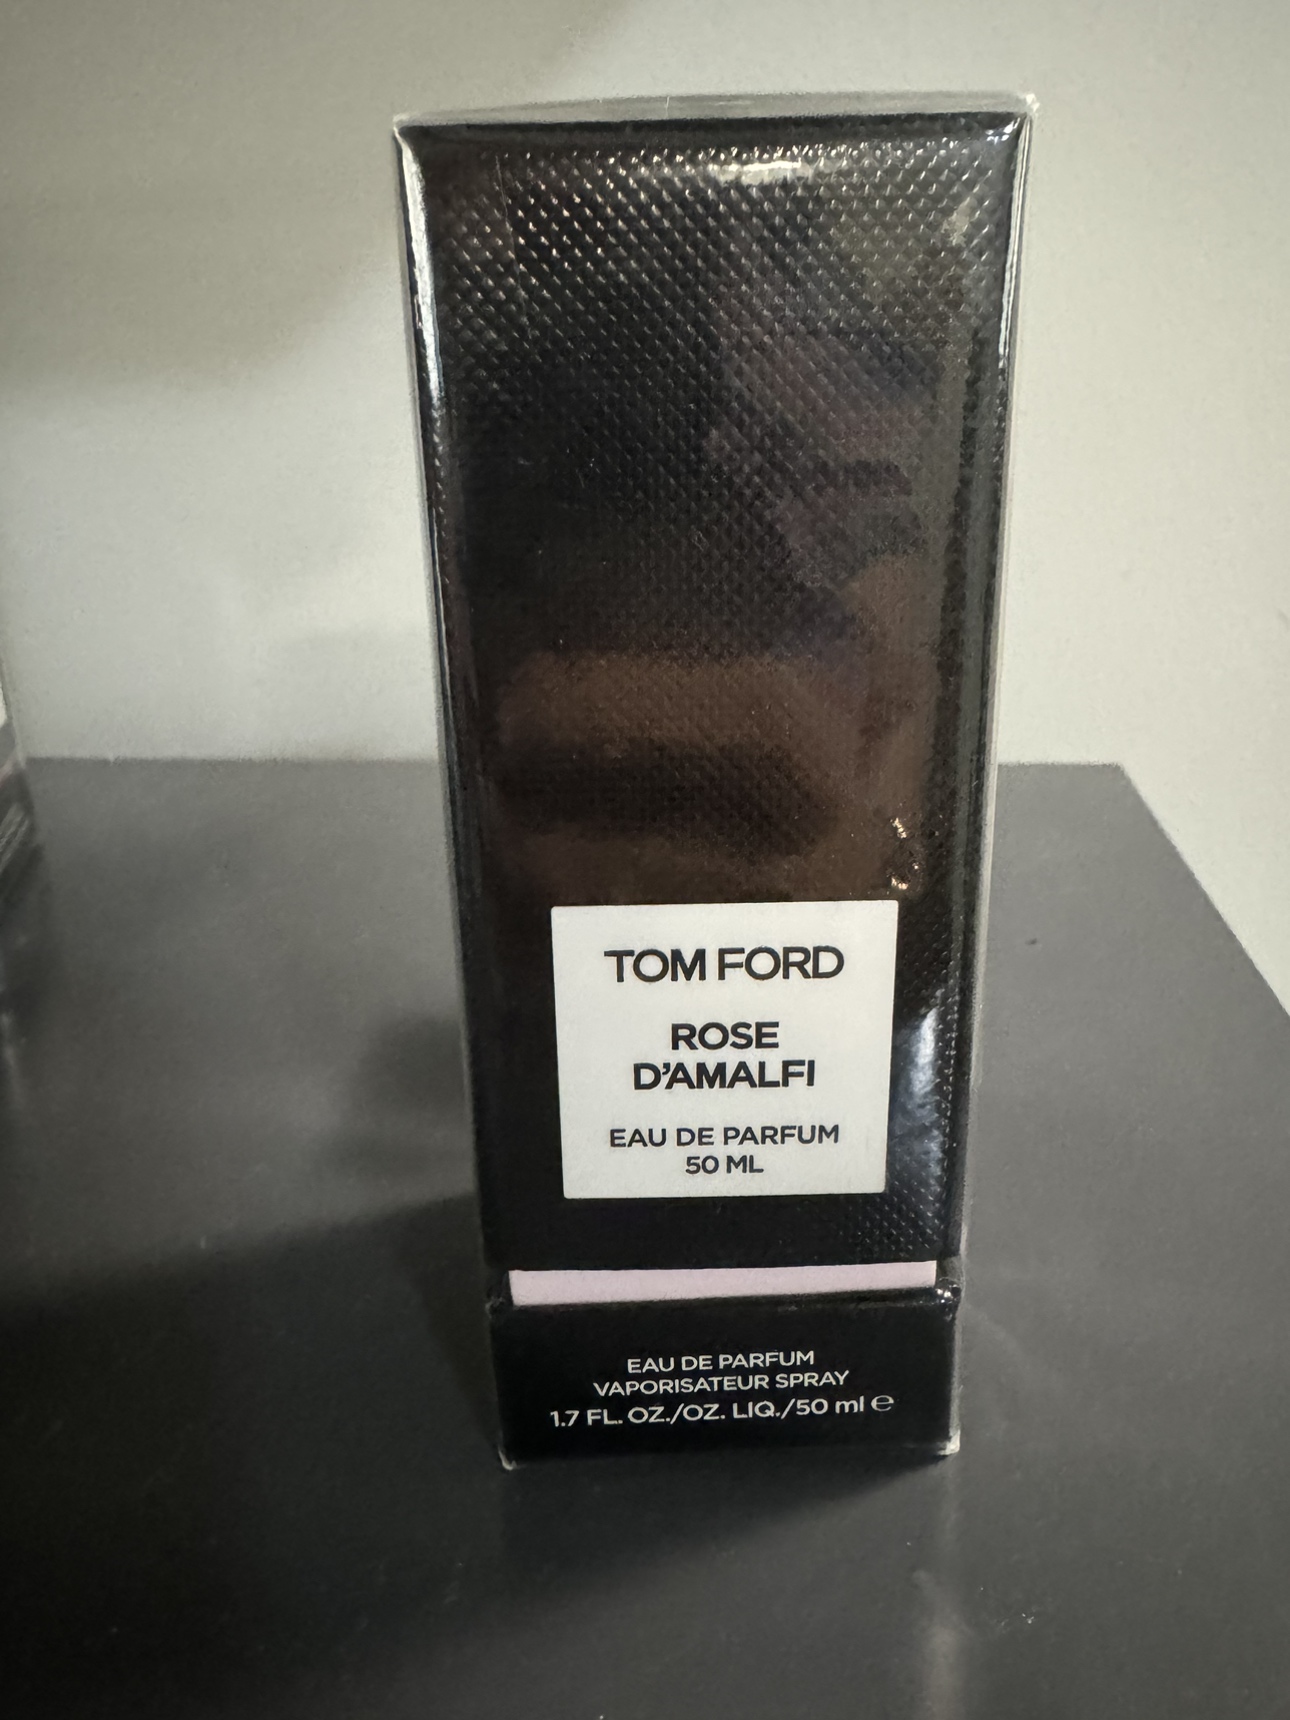 TOM FORD
ROSE
D'AMALFI
EAU DE PARFUM
50 ML
EAU DE PARFUM
VAPORISATEUR SPRAY
1.7 FL. OZ./OZ. LIQ./50 ml ℮